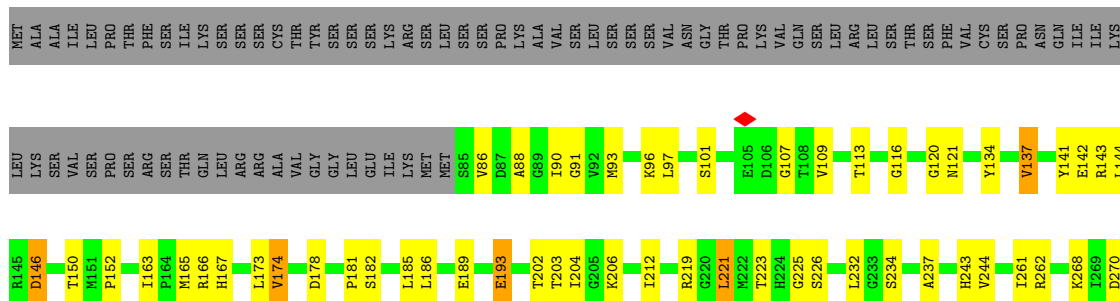 MET ALA ALA ILE LEU PRO THR PHE SER ILE LYS SER SER SER CYS THR TYR SER SER SER LYS ARG SER LEU SER SER PRO LYS ALA VAL SER LEU SER SER SER VAL ASN GLY THR PRO LYS VAL GLN SER LEU ARG LEU SER THR SER PHE VAL CYS SER PRO ASN GLN ILE ILE LYS
LEU LYS SER VAL SER PRO SER ARG SER THR GLN LEU ARG ARG ALA VAL GLY GLY LEU GLU ILE LYS MET MET S85 V86 D87 A88 G89 I90 G91 V92 M93 K96 L97 S101 E105 D106 G107 T108 V109 T113 G116 G120 N121 Y134 V137 Y141 E142 R143 L144
R145 D146 T150 M151 P152 I163 P164 M165 R166 H167 L173 V174 D178 P181 S182 L185 L186 E189 E193 T202 T203 I204 G205 K206 I212 R219 G220 L221 M222 T223 H224 G225 S226 L232 G233 S234 A237 H243 V244 I261 R262 K268 I269 D270